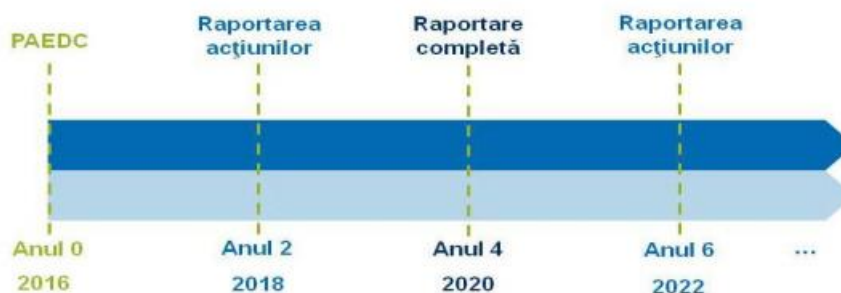 PAEDC
Raportarea
acţiunilor
Raportare
completă
Raportarea
acţiunilor
Anul 0
Anul 2
Anul 4
Anul 6
...
2016
2018
2020
2022